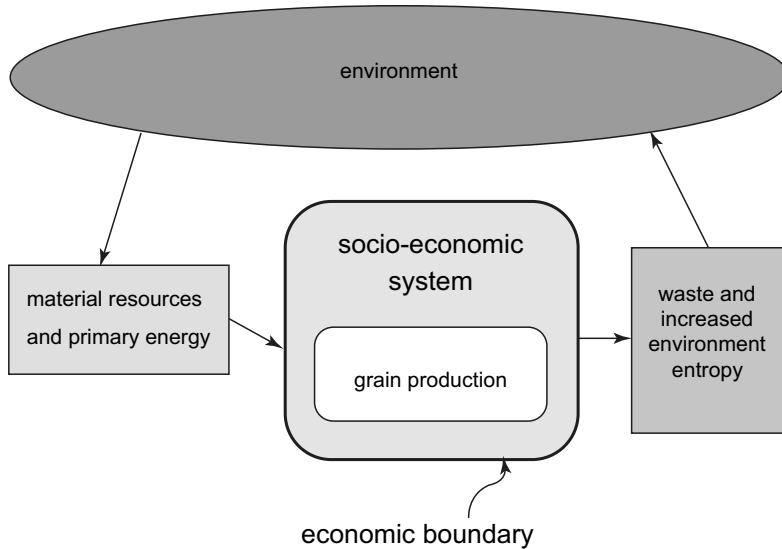 environment
socio-economic
system
material resources
and primary energy
grain production
waste and
increased
environment
entropy
economic boundary